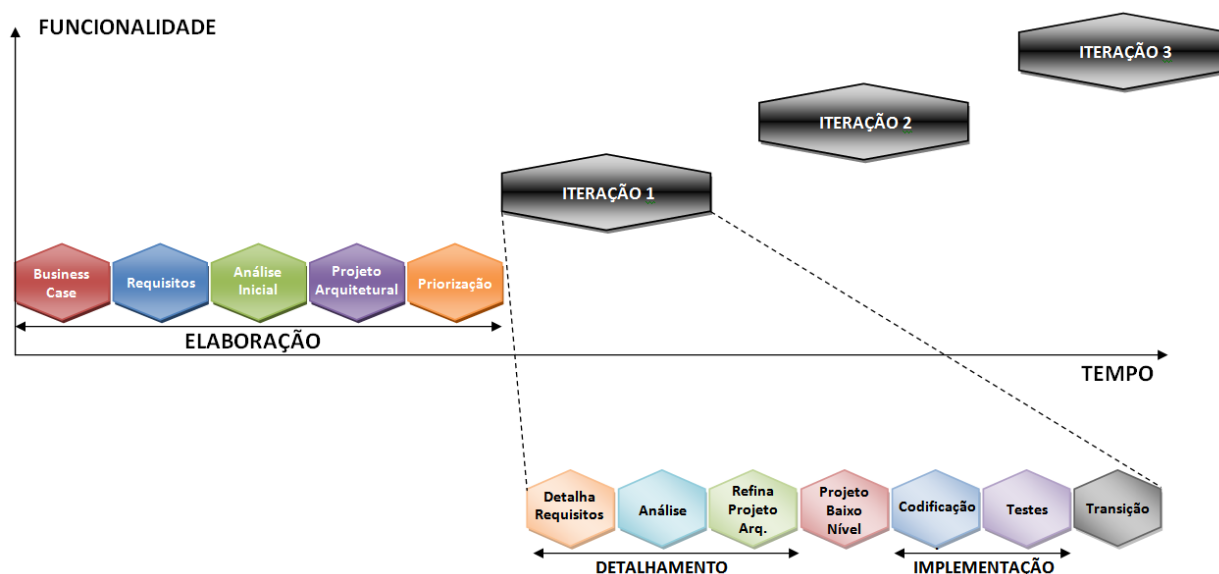 FUNCIONALIDADE
ITERAÇÃO 3
ITERAÇÃO 2
ITERAÇÃO 1
Business
Case
Requisitos
Análise
Inicial
Projeto
Arquitetural
Priorização
ELABORAÇÃO
TEMPO
Detalha
Requisitos
Análise
Refina
Projeto
Arq.
Projeto
Baixo
Nível
Codificação
Testes
Transição
DETALHAMENTO
IMPLEMENTAÇÃO